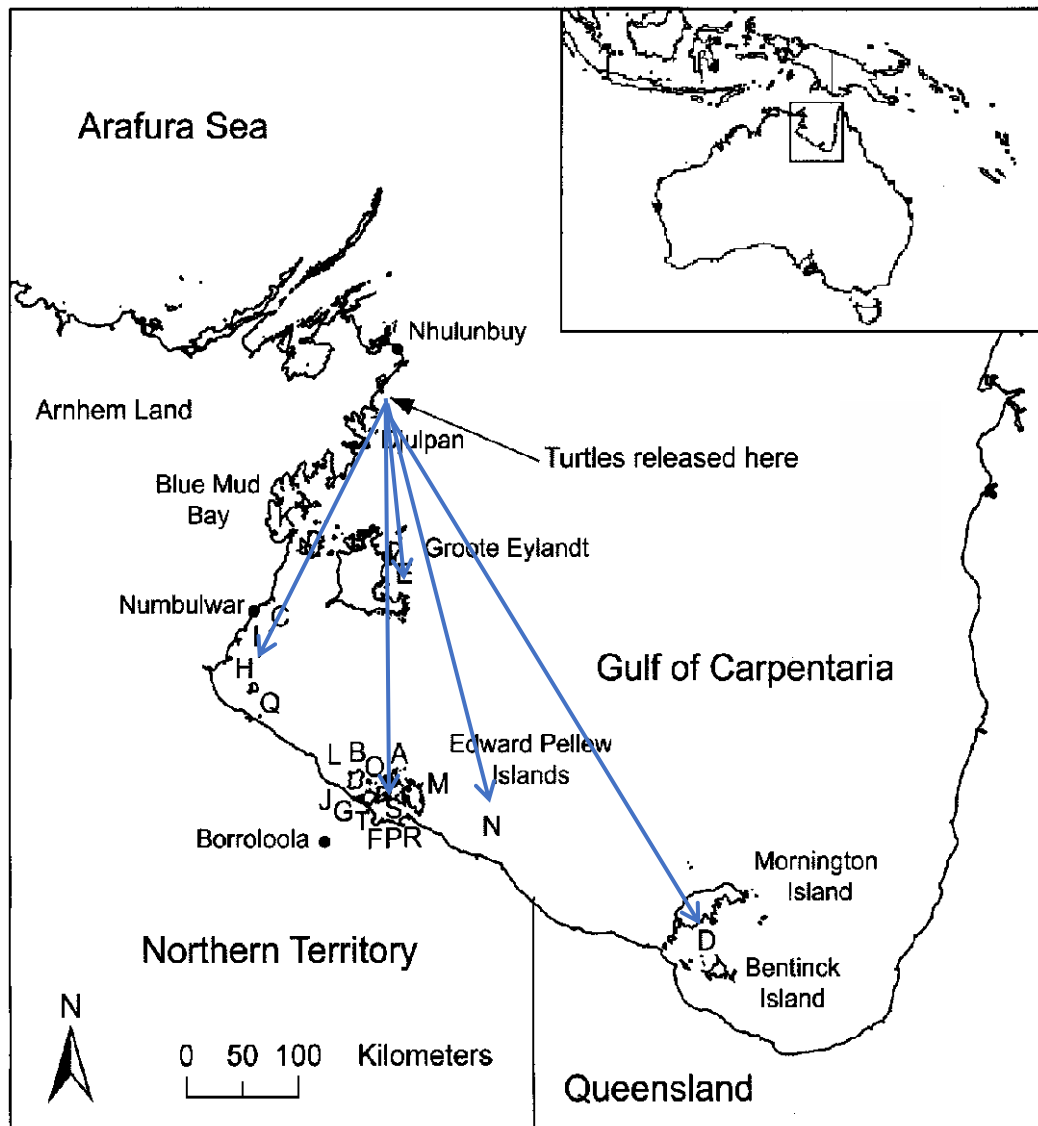 Arafura Sea
Nhulunbuy
Arnhem Land
Djulpan
Turtles released here
Blue Mud
Bay
K
Groote Eylandt
E
Numbulwar
C
I
H
Gulf of Carpentaria
Q
Edward Pellew
Islands
L
B
O
A
M
J
G
T
S
N
Borroloola
F
P
R
Mornington
Island
D
Northern Territory
Bentinck
Island
N
0 50 100 Kilometers
Queensland